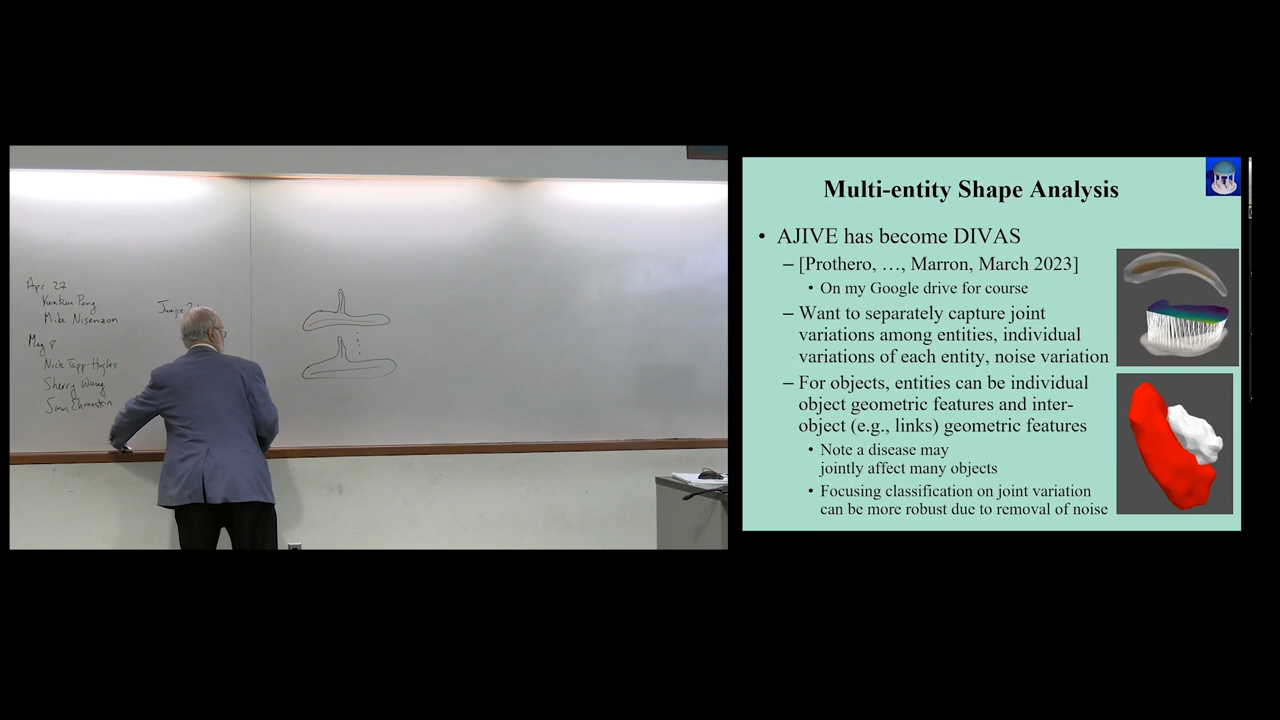 Apr 27
Mike Nisenzon
May 8
Nick Tapp-Hughes
Sherry Wang
Sam Ehrenstein
Multi-entity Shape Analysis
• AJIVE has become DIVAS
– [Prothero, …, Marron, March 2023]
• On my Google drive for course
– Want to separately capture joint
variations among entities, individual
variations of each entity, noise variation
– For objects, entities can be individual
object geometric features and inter-
object (e.g., links) geometric features
• Note a disease may
jointly affect many objects
• Focusing classification on joint variation
can be more robust due to removal of noise